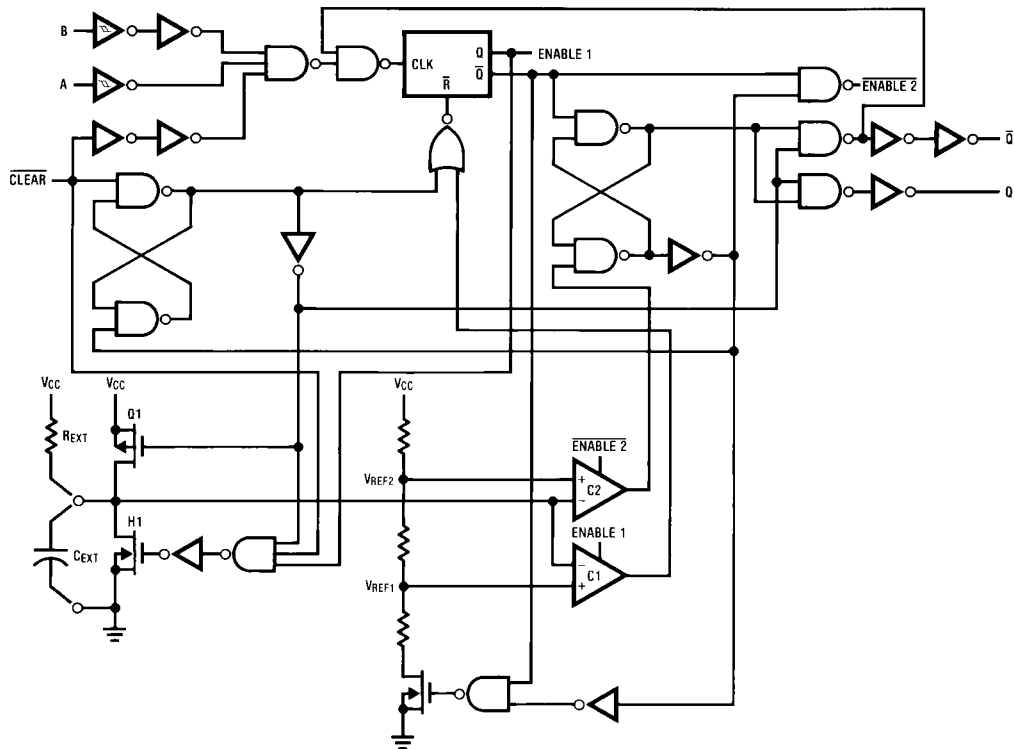 B
A
CLEAR
CLK
Q
Q̅
R̅
ENABLE 1
ENABLE 2
Q̅
Q
VCC
REXT
VCC
Q1
H1
CEXT
VCC
VREF2
VREF1
ENABLE 2
+
C2
−
ENABLE 1
−
C1
+